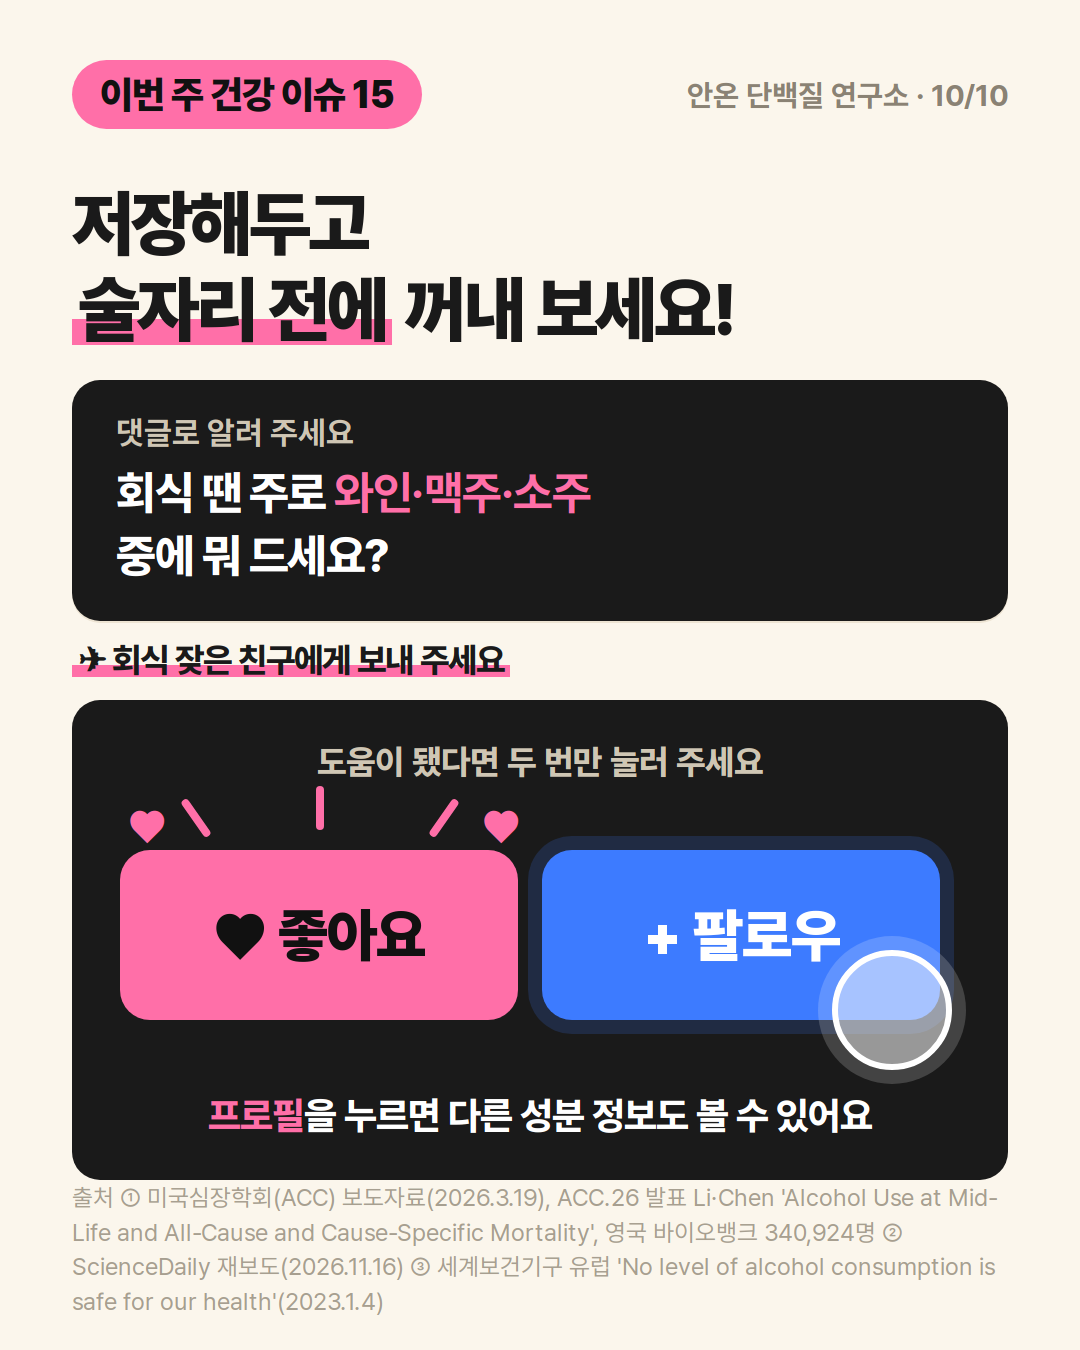 이번 주 건강 이슈 15
안온 단백질 연구소 · 10/10
저장해두고
술자리 전에 꺼내 보세요!
댓글로 알려 주세요
회식 땐 주로 와인·맥주·소주
중에 뭐 드세요?
✈ 회식 잦은 친구에게 보내 주세요
도움이 됐다면 두 번만 눌러 주세요
♥ 좋아요
+ 팔로우
프로필을 누르면 다른 성분 정보도 볼 수 있어요
출처 ① 미국심장학회(ACC) 보도자료(2026.3.19), ACC.26 발표 Li·Chen 'Alcohol Use at Mid-
Life and All-Cause and Cause-Specific Mortality', 영국 바이오뱅크 340,924명 ②
ScienceDaily 재보도(2026.11.16) ③ 세계보건기구 유럽 'No level of alcohol consumption is
safe for our health'(2023.1.4)